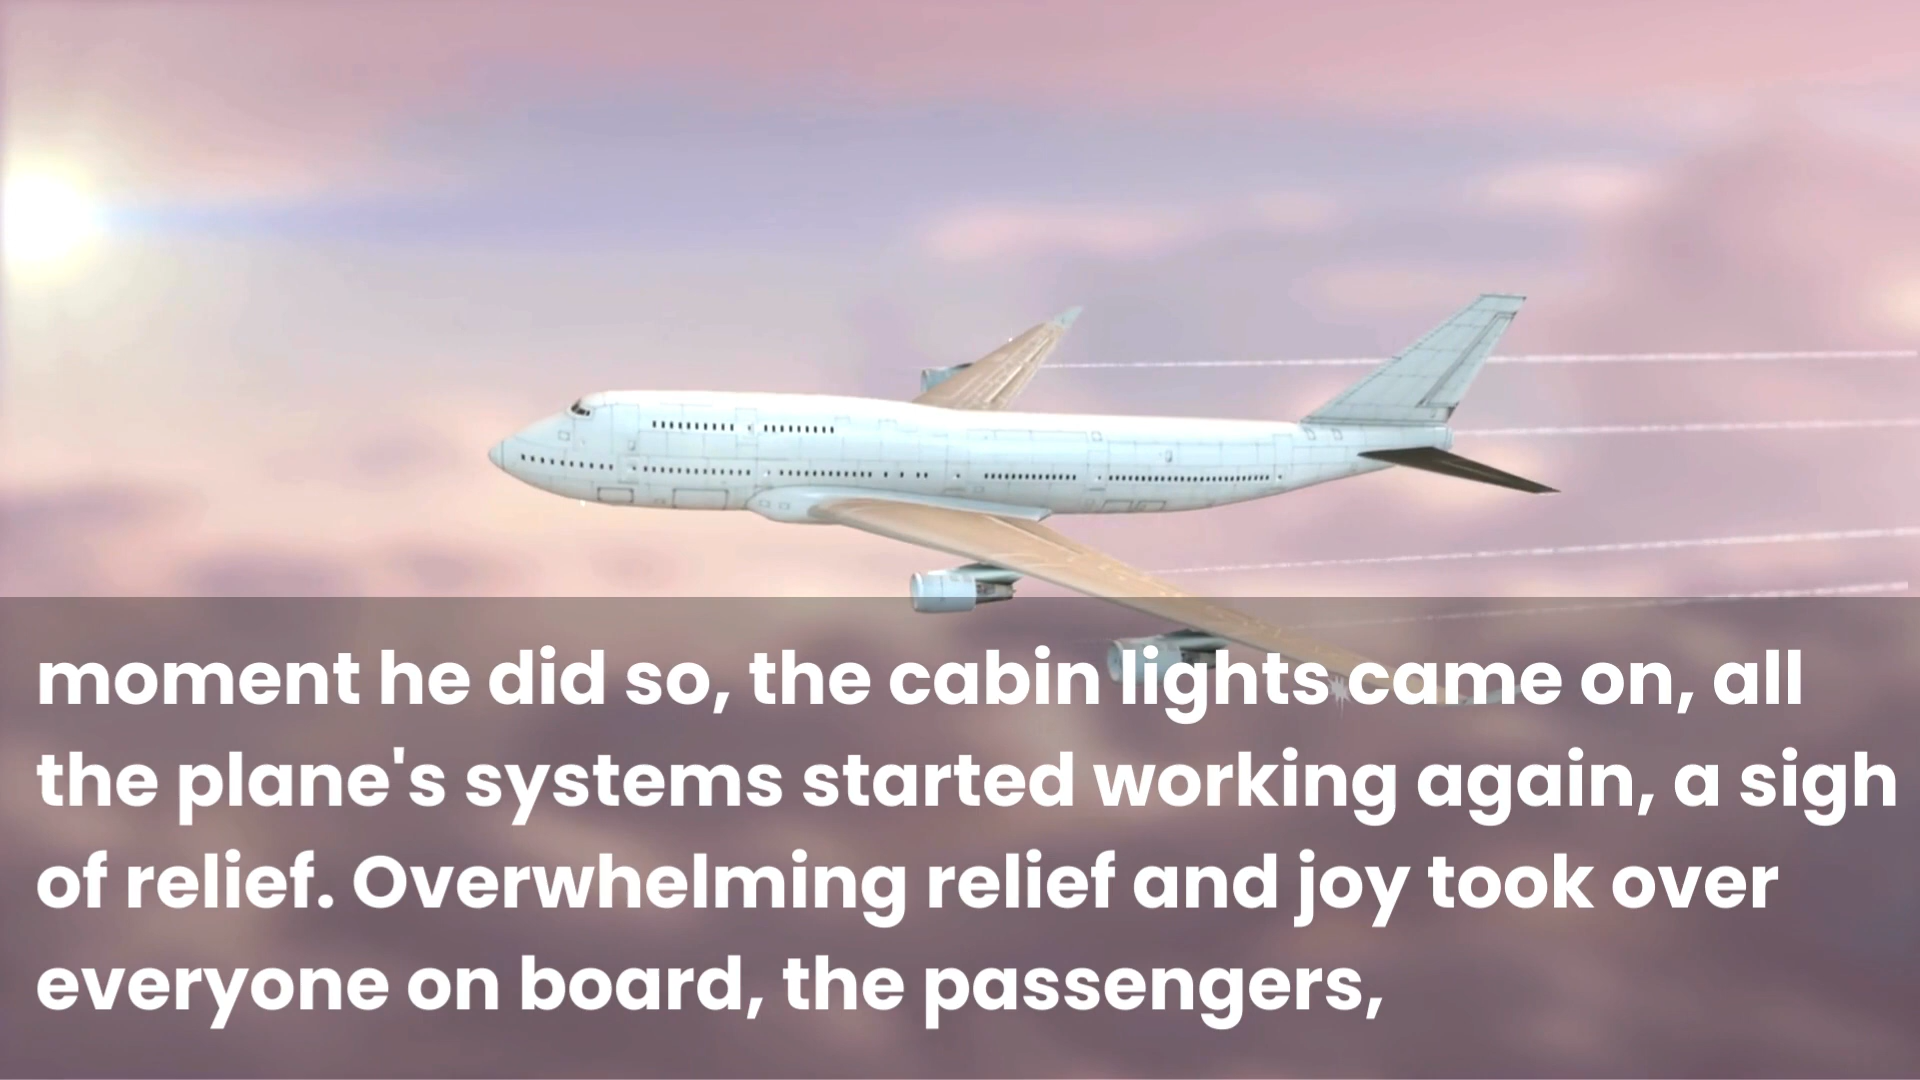 moment he did so, the cabin lights came on, all
the plane's systems started working again, a sigh
of relief. Overwhelming relief and joy took over
everyone on board, the passengers,